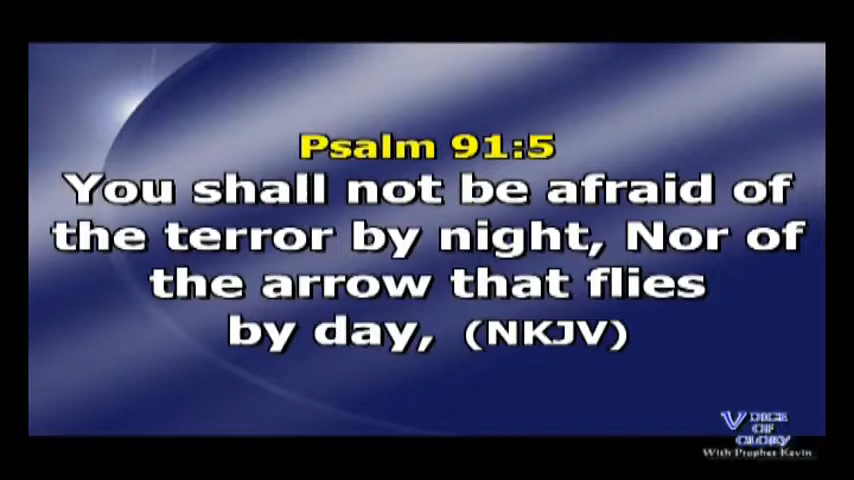 Psalm 91:5
You shall not be afraid of
the terror by night, Nor of
the arrow that flies
by day, (NKJV)
VOICE
OF
GLORY
With Prophet Kevin